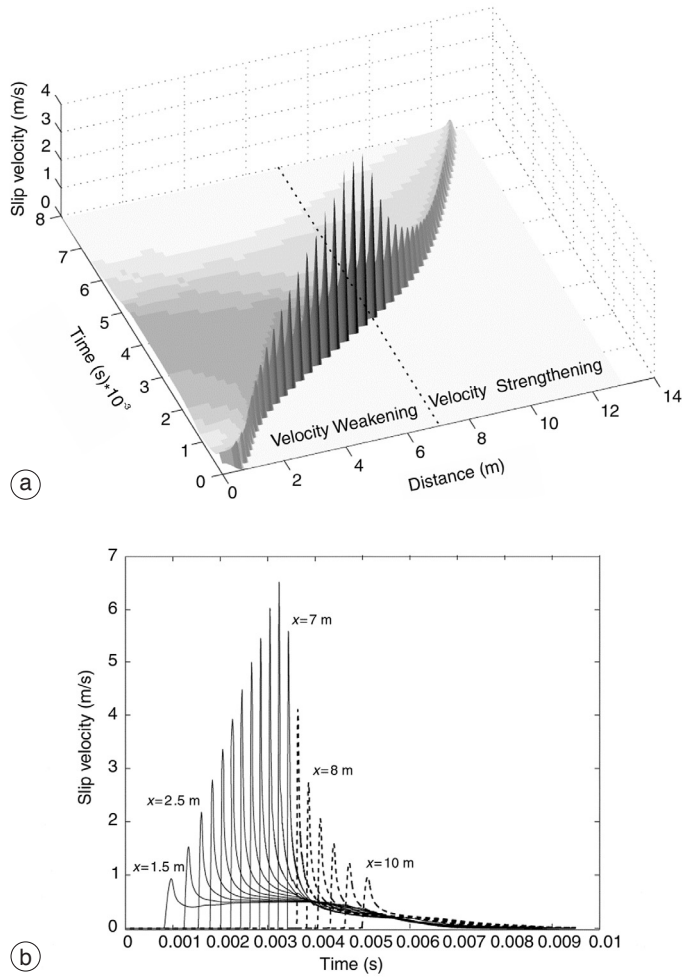 4
3
2
1
0
Slip velocity (m/s)
8
7
6
5
4
3
2
1
0
Time (s)*10⁻³
Velocity Weakening
Velocity Strengthening
0
2
4
6
8
10
12
14
Distance (m)
a
7
6
5
4
3
2
1
0
Slip velocity (m/s)
x=7 m
x=8 m
x=2.5 m
x=1.5 m
x=10 m
0 0.001 0.002 0.003 0.004 0.005 0.006 0.007 0.008 0.009 0.01
Time (s)
b